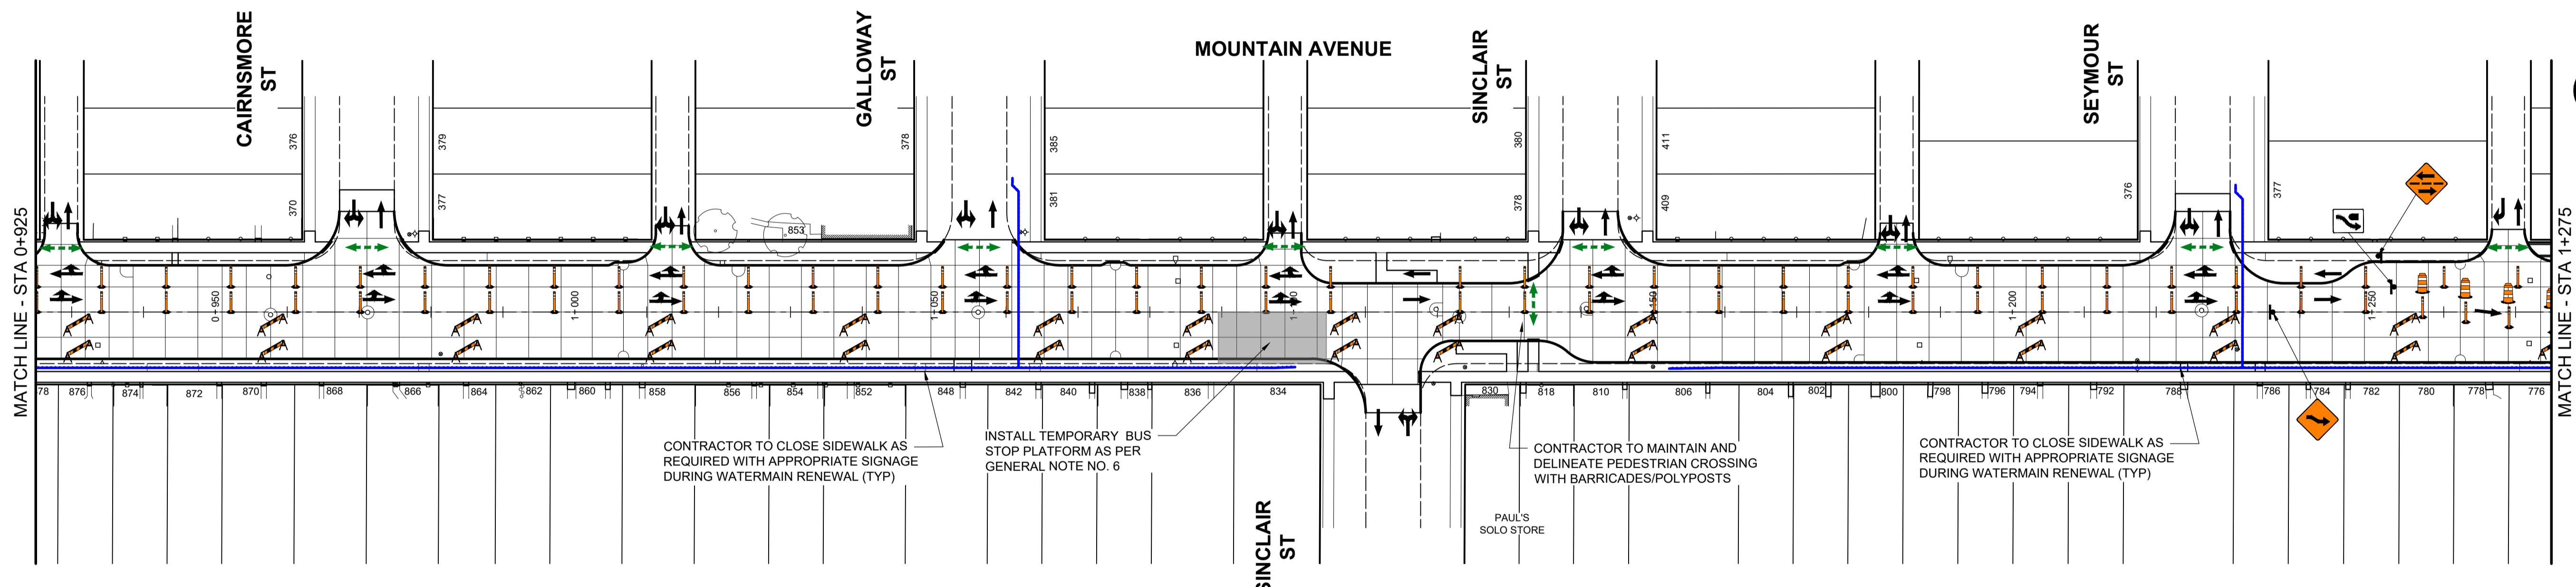 MOUNTAIN AVENUE
CAIRNSMORE
ST
GALLOWAY
ST
SINCLAIR
ST
SEYMOUR
ST
MATCH LINE - STA 0+925
MATCH LINE - STA 1+275
376
370
379
377
378
385
381
380
378
411
409
376
377
853
0+950
1+000
1+050
1+200
1+250
78
876
874
872
870
868
866
864
862
860
858
856
854
852
848
842
840
838
836
834
830
818
810
806
804
802
800
798
796
794
792
788
786
784
782
780
778
776
CONTRACTOR TO CLOSE SIDEWALK AS
REQUIRED WITH APPROPRIATE SIGNAGE
DURING WATERMAIN RENEWAL (TYP)
INSTALL TEMPORARY BUS
STOP PLATFORM AS PER
GENERAL NOTE NO. 6
CONTRACTOR TO MAINTAIN AND
DELINEATE PEDESTRIAN CROSSING
WITH BARRICADES/POLYPOSTS
CONTRACTOR TO CLOSE SIDEWALK AS
REQUIRED WITH APPROPRIATE SIGNAGE
DURING WATERMAIN RENEWAL (TYP)
PAUL'S
SOLO STORE
SINCLAIR
ST